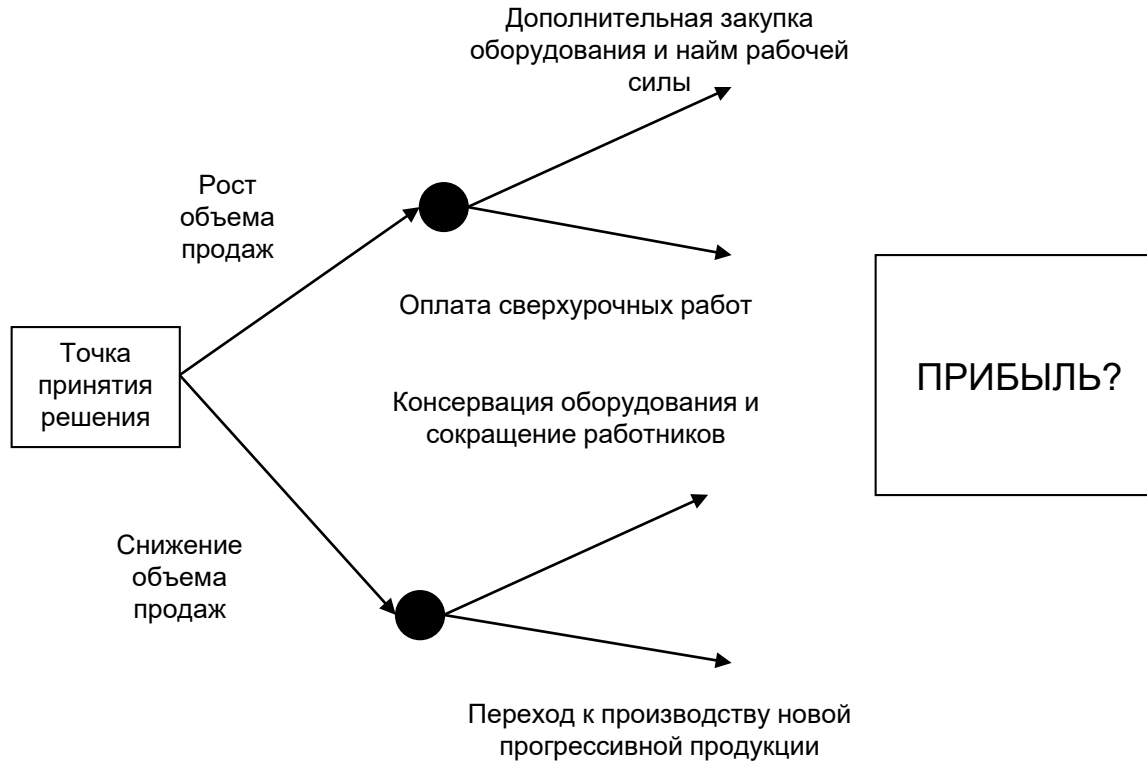 Дополнительная закупка
оборудования и найм рабочей
силы
Рост
объема
продаж
Оплата сверхурочных работ
Точка
принятия
решения
ПРИБЫЛЬ?
Консервация оборудования и
сокращение работников
Снижение
объема
продаж
Переход к производству новой
прогрессивной продукции